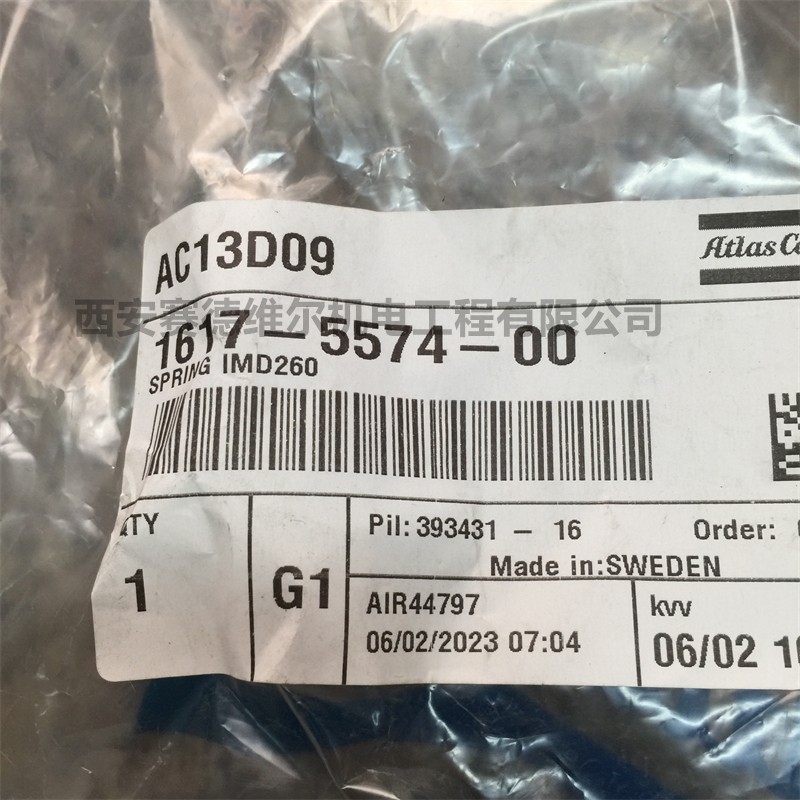 AC13D09
Atlas Co
西安赛德维尔机电工程有限公司
1617-5574-00
SPRING IMD260
QTY
1
G1
Pil: 393431 - 16
Order:
Made in:SWEDEN
AIR44797
06/02/2023 07:04
kvv
06/02